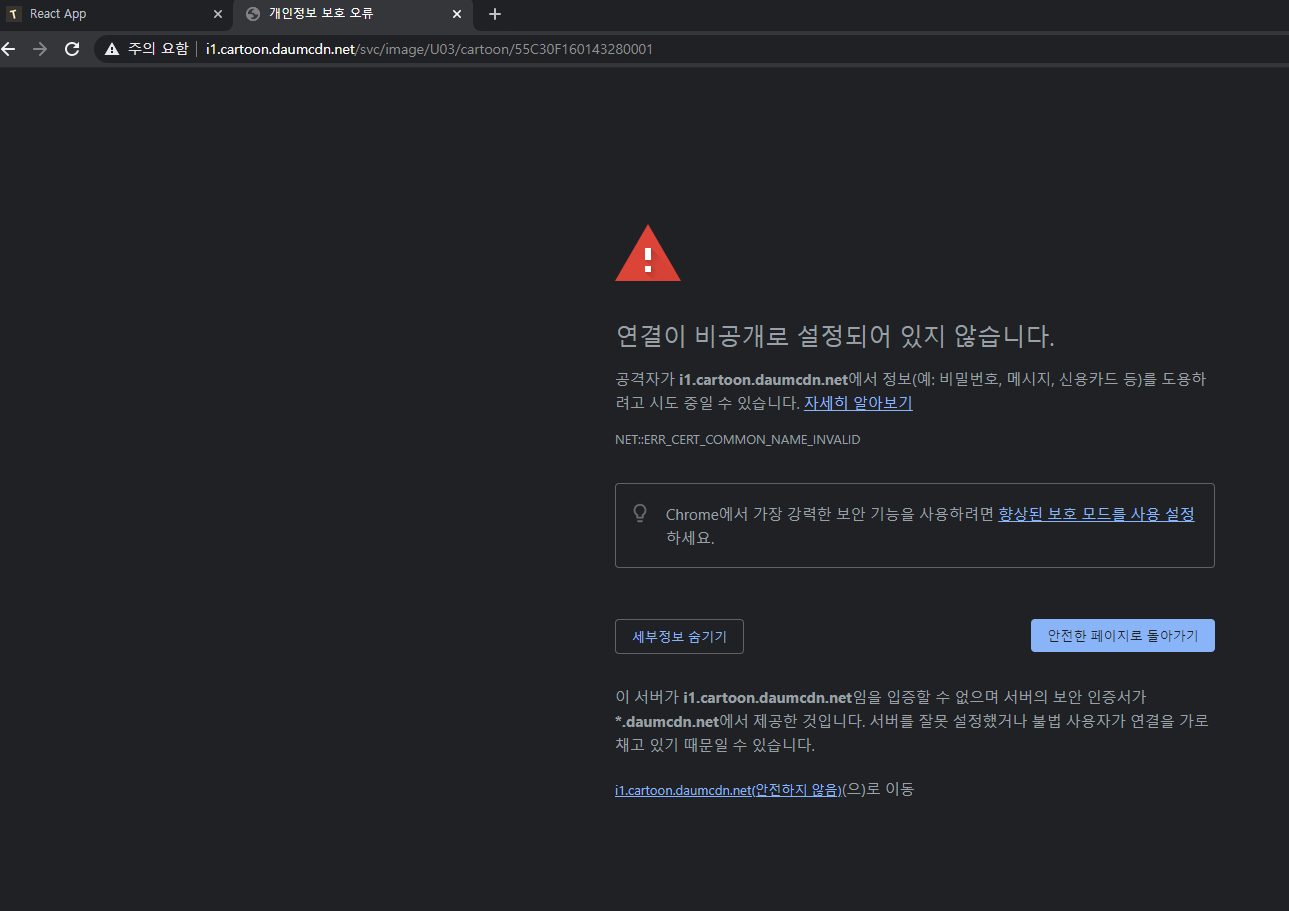 T React App
개인정보 보호 오류
주의 요함 i1.cartoon.daumcdn.net/svc/image/U03/cartoon/55C30F160143280001
연결이 비공개로 설정되어 있지 않습니다.
공격자가 i1.cartoon.daumcdn.net에서 정보(예: 비밀번호, 메시지, 신용카드 등)를 도용하
려고 시도 중일 수 있습니다. 자세히 알아보기
NET::ERR_CERT_COMMON_NAME_INVALID
Chrome에서 가장 강력한 보안 기능을 사용하려면 향상된 보호 모드를 사용 설정
하세요.
세부정보 숨기기
안전한 페이지로 돌아가기
이 서버가 i1.cartoon.daumcdn.net임을 입증할 수 없으며 서버의 보안 인증서가
*.daumcdn.net에서 제공한 것입니다. 서버를 잘못 설정했거나 불법 사용자가 연결을 가로
채고 있기 때문일 수 있습니다.
i1.cartoon.daumcdn.net(안전하지 않음)(으)로 이동